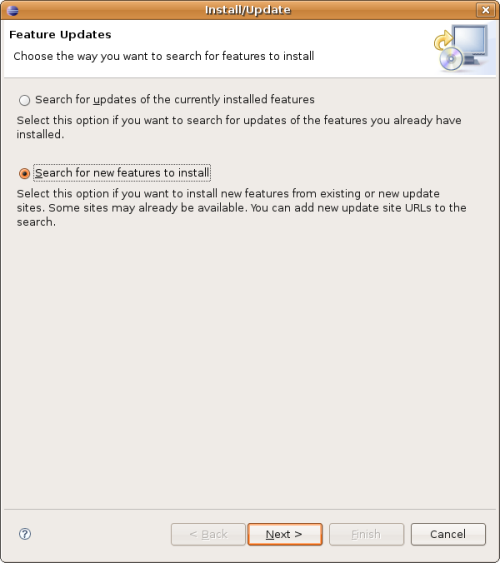 Install/Update
Feature Updates
Choose the way you want to search for features to install
Search for updates of the currently installed features
Select this option if you want to search for updates of the features you already have
installed.
Search for new features to install
Select this option if you want to install new features from existing or new update
sites. Some sites may already be available. You can add new update site URLs to the
search.
< Back
Next >
Finish
Cancel